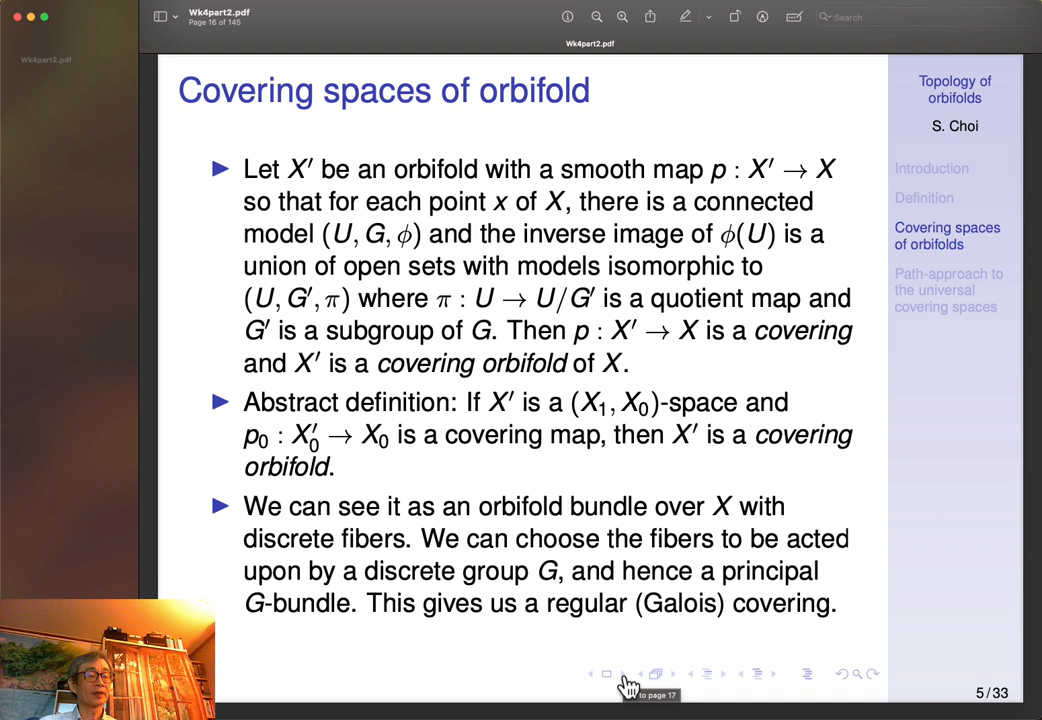 Wk4part2.pdf
Page 16 of 145
Search
Wk4part2.pdf
Wk4part2.pdf
Covering spaces of orbifold
▶ Let X′ be an orbifold with a smooth map p : X′ → X
so that for each point x of X, there is a connected
model (U, G, ϕ) and the inverse image of ϕ(U) is a
union of open sets with models isomorphic to
(U, G′, π) where π : U → U/G′ is a quotient map and
G′ is a subgroup of G. Then p : X′ → X is a covering
and X′ is a covering orbifold of X.
▶ Abstract definition: If X′ is a (X₁, X₀)-space and
p₀ : X′₀ → X₀ is a covering map, then X′ is a covering
orbifold.
▶ We can see it as an orbifold bundle over X with
discrete fibers. We can choose the fibers to be acted
upon by a discrete group G, and hence a principal
G-bundle. This gives us a regular (Galois) covering.
Topology of
orbifolds
S. Choi
Introduction
Definition
Covering spaces
of orbifolds
Path-approach to
the universal
covering spaces
to page 17
5/33